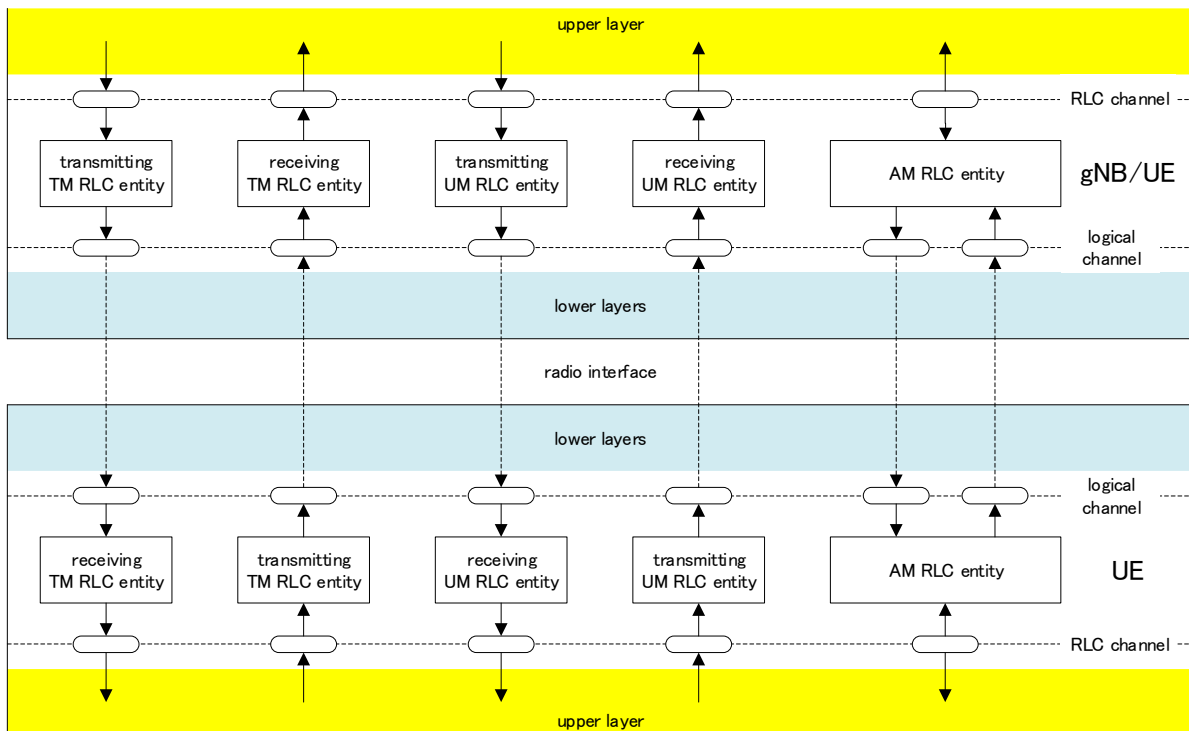 upper layer
RLC channel
transmitting
TM RLC entity
receiving
TM RLC entity
transmitting
UM RLC entity
receiving
UM RLC entity
AM RLC entity
gNB/UE
logical
channel
lower layers
radio interface
lower layers
logical
channel
receiving
TM RLC entity
transmitting
TM RLC entity
receiving
UM RLC entity
transmitting
UM RLC entity
AM RLC entity
UE
RLC channel
upper layer